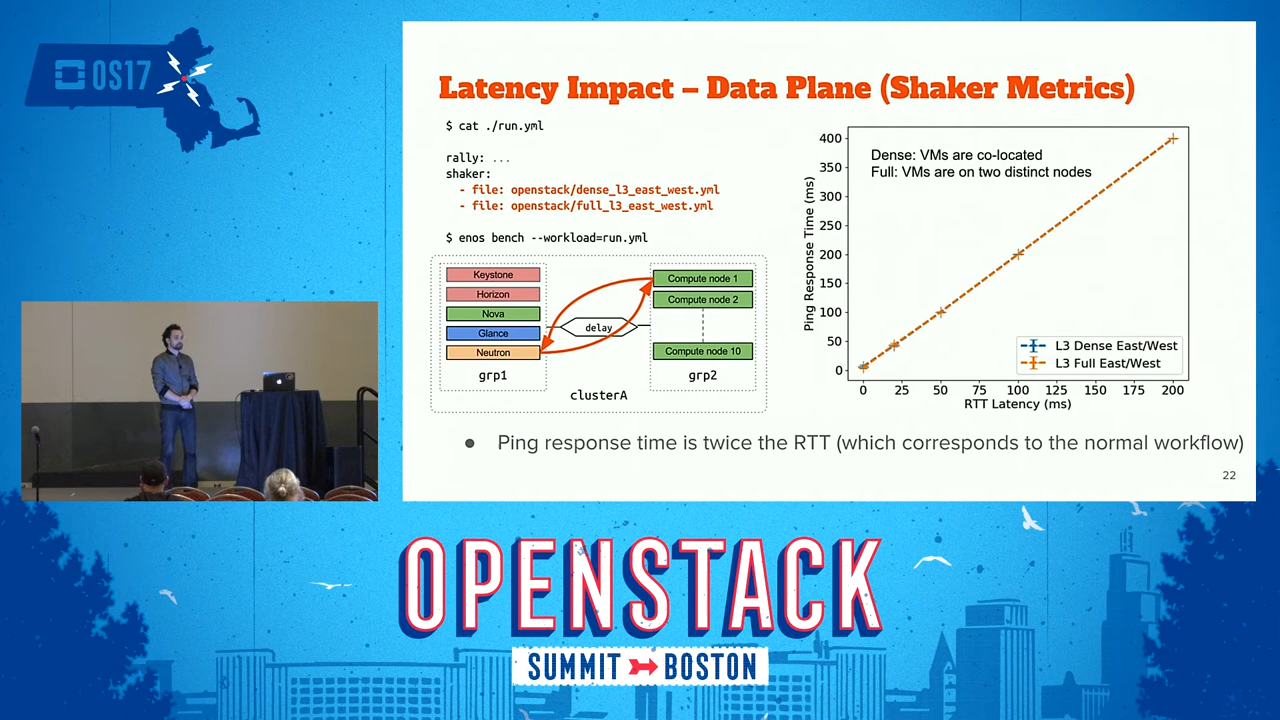 OS17
Latency Impact – Data Plane (Shaker Metrics)
$ cat ./run.yml
rally: ...
shaker:
- file: openstack/dense_l3_east_west.yml
- file: openstack/full_l3_east_west.yml
$ enos bench --workload=run.yml
Keystone
Horizon
Nova
Glance
Neutron
grp1
delay
Compute node 1
Compute node 2
Compute node 10
grp2
clusterA
Dense: VMs are co-located
Full: VMs are on two distinct nodes
Ping Response Time (ms)
400
350
300
250
200
150
100
50
0
L3 Dense East/West
L3 Full East/West
0 25 50 75 100 125 150 175 200
RTT Latency (ms)
● Ping response time is twice the RTT (which corresponds to the normal workflow)
22
OPENSTACK
SUMMIT BOSTON